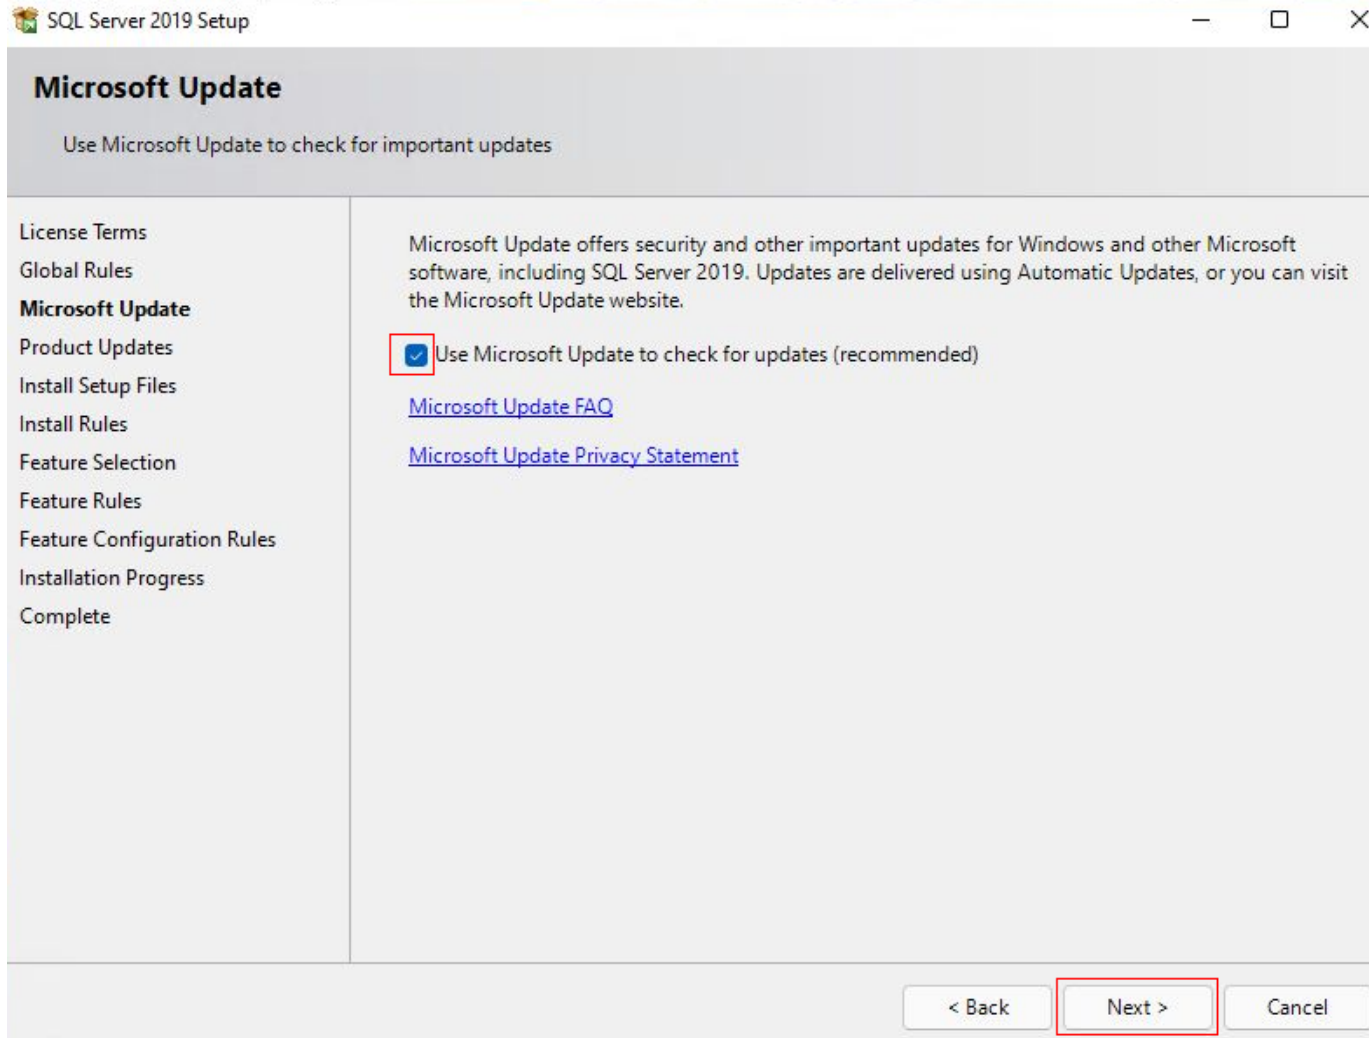 SQL Server 2019 Setup
Microsoft Update
Use Microsoft Update to check for important updates
License Terms
Global Rules
Microsoft Update
Product Updates
Install Setup Files
Install Rules
Feature Selection
Feature Rules
Feature Configuration Rules
Installation Progress
Complete
Microsoft Update offers security and other important updates for Windows and other Microsoft
software, including SQL Server 2019. Updates are delivered using Automatic Updates, or you can visit
the Microsoft Update website.
Use Microsoft Update to check for updates (recommended)
Microsoft Update FAQ
Microsoft Update Privacy Statement
< Back Next > Cancel